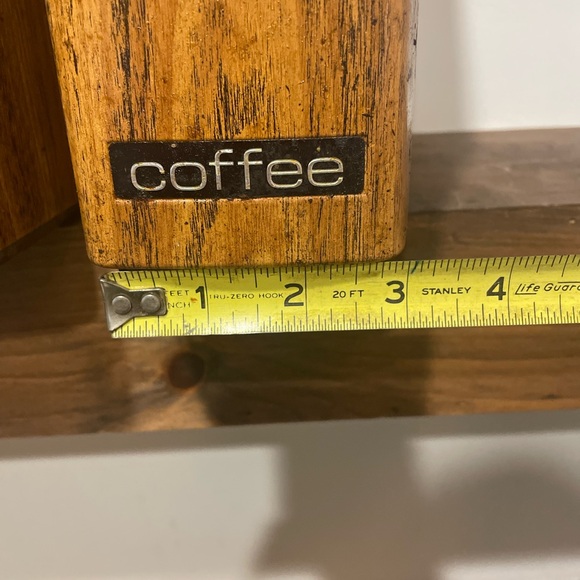 coffee
FEET 1 TRU-ZERO HOOK 2 20 FT 3 STANLEY 4 life Guard
INCH